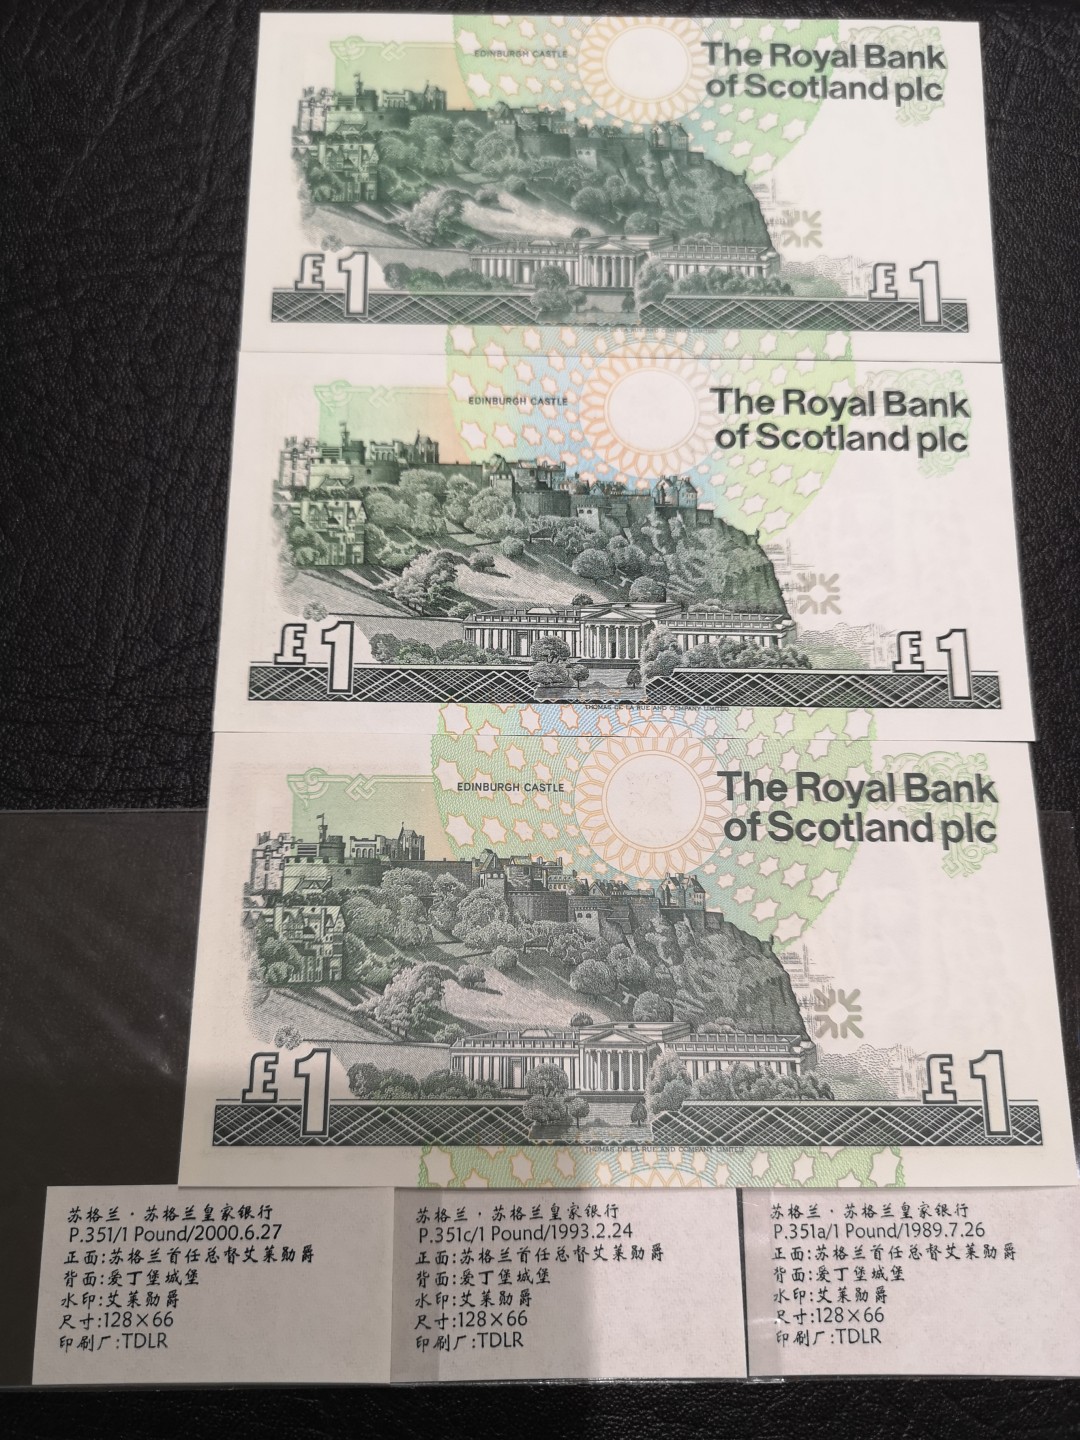 EDINBURGH CASTLE
The Royal Bank
of Scotland plc
£1
£1
EDINBURGH CASTLE
The Royal Bank
of Scotland plc
£1
£1
THOMAS DE LA RUE AND COMPANY LIMITED
EDINBURGH CASTLE
The Royal Bank
of Scotland plc
£1
£1
THOMAS DE LA RUE AND COMPANY LIMITED
苏格兰·苏格兰皇家银行
P.351/1 Pound/2000.6.27
正面:苏格兰首任总督艾莱勋爵
背面:爱丁堡城堡
水印:艾莱勋爵
尺寸:128×66
印刷厂:TDLR
苏格兰·苏格兰皇家银行
P.351c/1 Pound/1993.2.24
正面:苏格兰首任总督艾莱勋爵
背面:爱丁堡城堡
水印:艾莱勋爵
尺寸:128×66
印刷厂:TDLR
苏格兰·苏格兰皇家银行
P.351a/1 Pound/1989.7.26
正面:苏格兰首任总督艾莱勋爵
背面:爱丁堡城堡
水印:艾莱勋爵
尺寸:128×66
印刷厂:TDLR